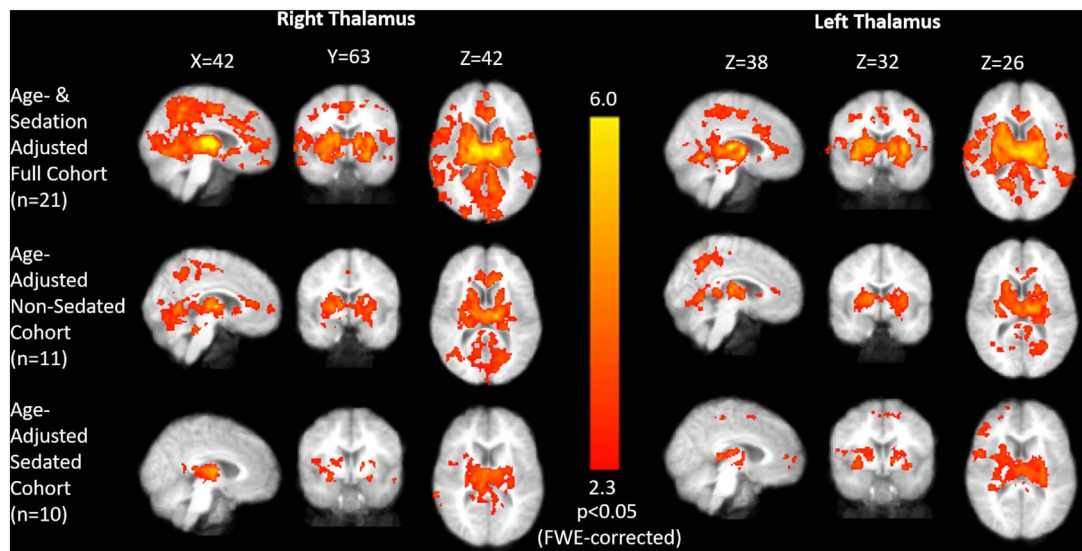 Right Thalamus
Left Thalamus
X=42
Y=63
Z=42
Z=38
Z=32
Z=26
Age- &
Sedation
Adjusted
Full Cohort
(n=21)
Age-
Adjusted
Non-Sedated
Cohort
(n=11)
Age-
Adjusted
Sedated
Cohort
(n=10)
6.0
2.3
p<0.05
(FWE-corrected)